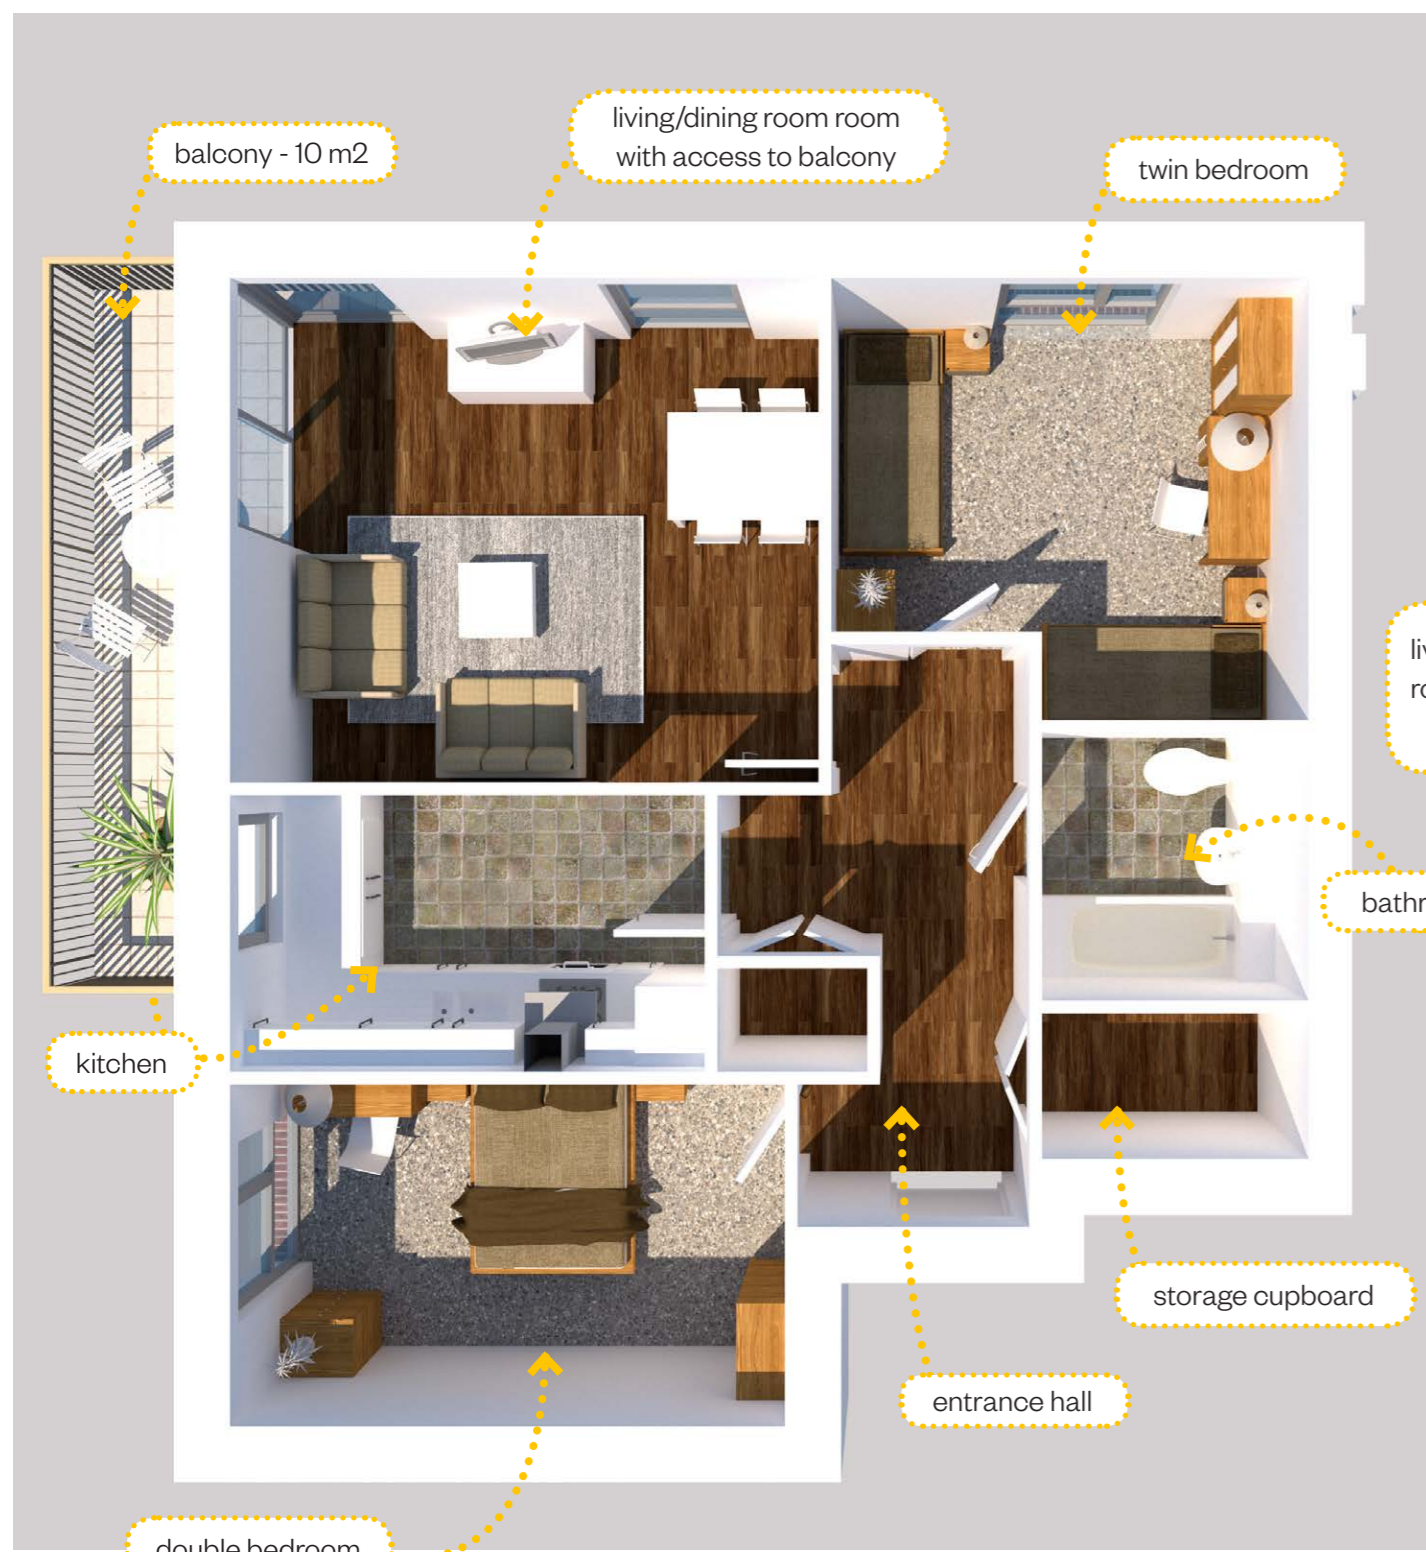 balcony - 10 m2
living/dining room room
with access to balcony
twin bedroom
kitchen
storage cupboard
entrance hall
double bedroom